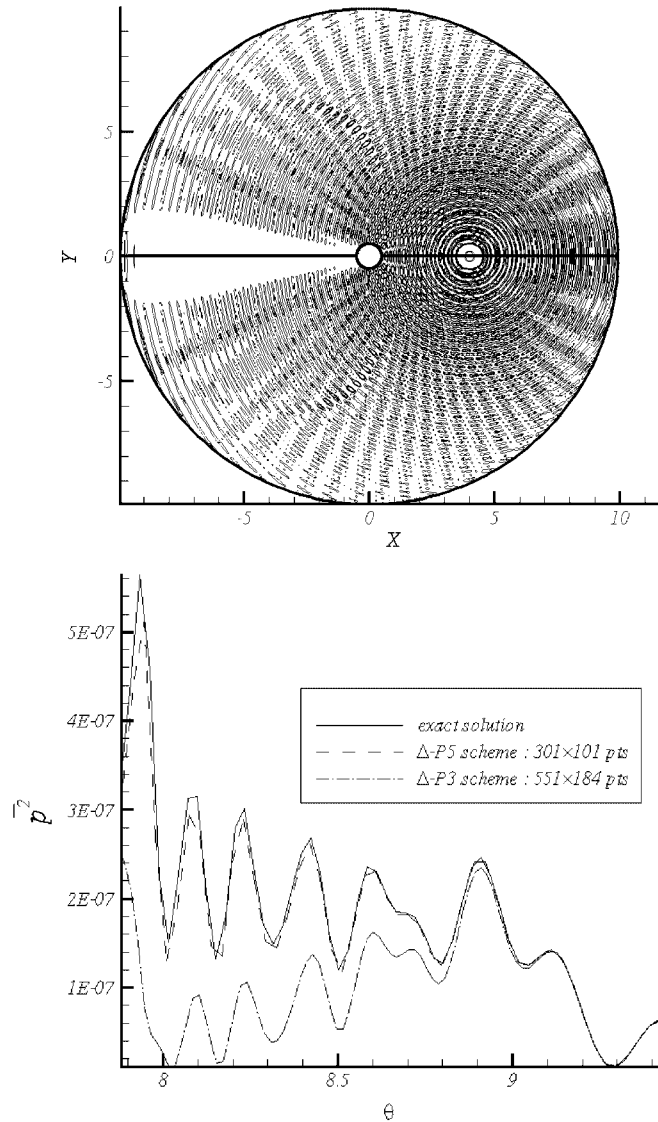 5
0
-5
Y
-5
0
5
10
X
5E-07
4E-07
3E-07
2E-07
1E-07
p̄²
exact solution
Δ-P5 scheme : 301×101 pts
Δ-P3 scheme : 551×184 pts
8
8.5
9
θ